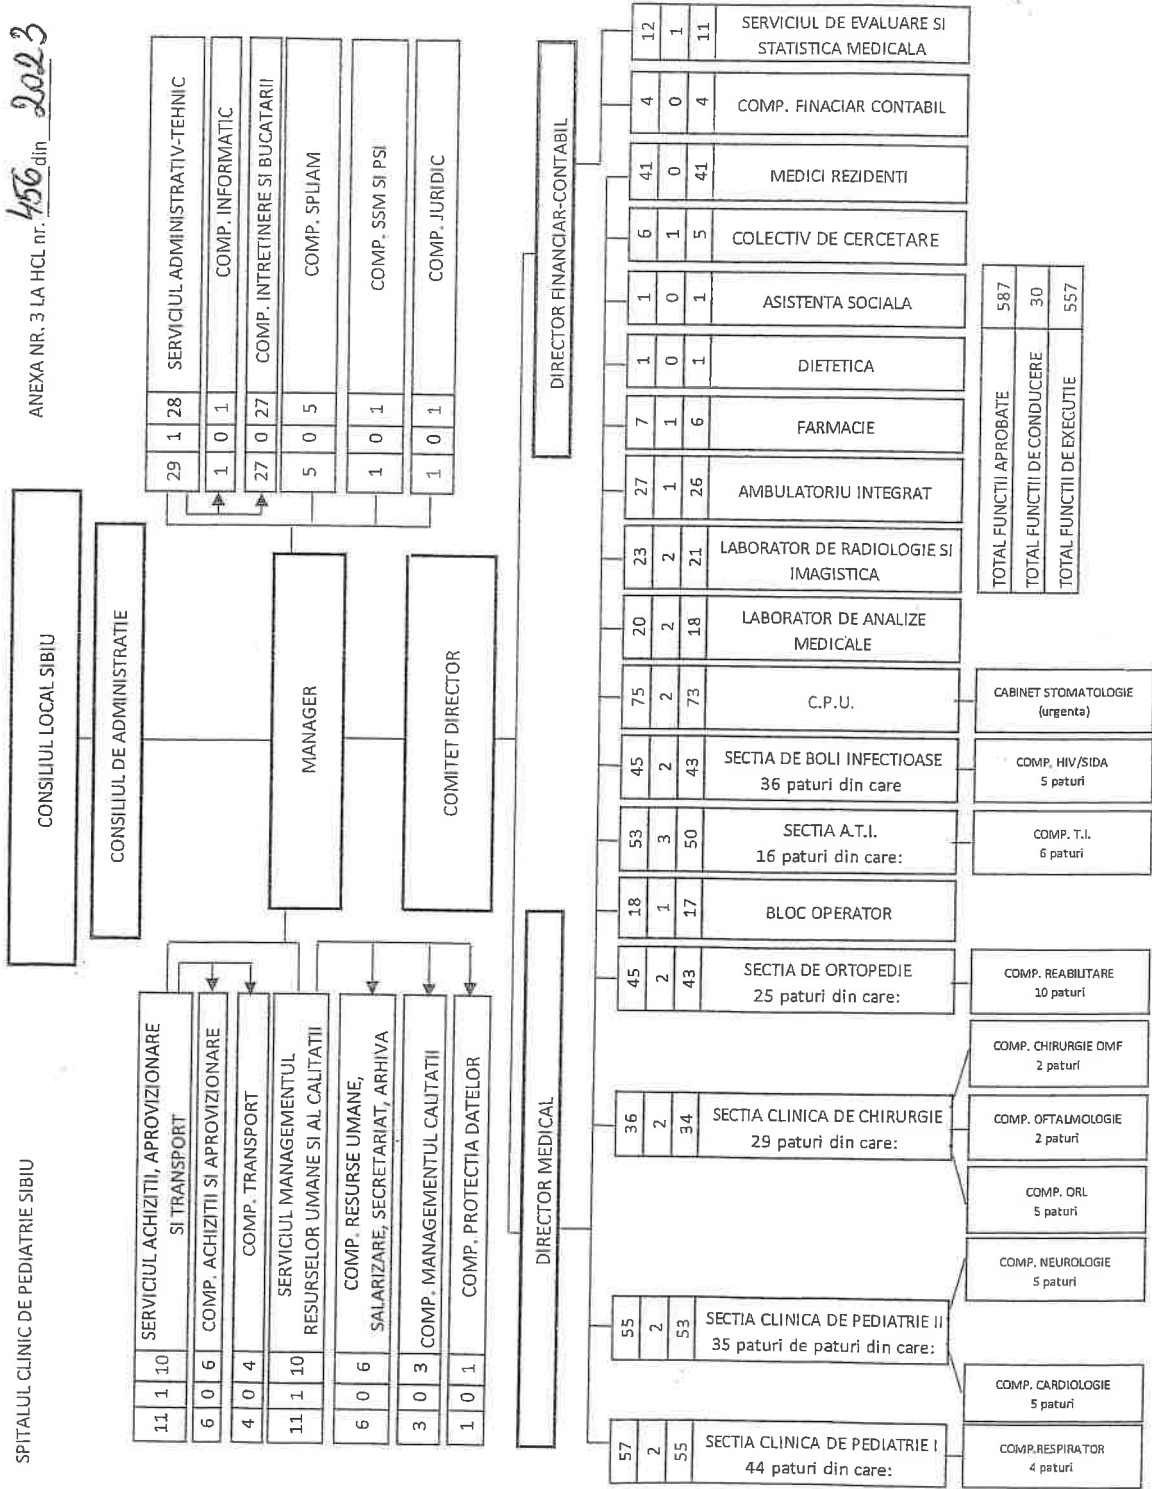 SPITALUL CLINIC DE PEDIATRIE SIBIU
ANEXA NR. 3 LA HCL nr. 456 din 2023
CONSILIUL LOCAL SIBIU
CONSILIUL DE ADMINISTRATIE
MANAGER
COMITET DIRECTOR
11 1 10 SERVICIUL ACHIZITII, APROVIZIONARE
SI TRANSPORT
6 0 6 COMP. ACHIZITII SI APROVIZIONARE
4 0 4 COMP. TRANSPORT
11 1 10 SERVICIUL MANAGEMENTUL
RESURSELOR UMANE SI AL CALITATII
6 0 6 COMP. RESURSE UMANE,
SALARIZARE, SECRETARIAT, ARHIVA
3 0 3 COMP. MANAGEMENTUL CALITATII
1 0 1 COMP. PROTECTIA DATELOR
29 1 28 SERVICIUL ADMINISTRATIV-TEHNIC
1 0 1 COMP. INFORMATIC
27 0 27 COMP. INTRETINERE SI BUCATARII
5 0 5 COMP. SPLIAM
1 0 1 COMP. SSM SI PSI
1 0 1 COMP. JURIDIC
DIRECTOR MEDICAL
DIRECTOR FINANCIAR-CONTABIL
57
2
55
SECTIA CLINICA DE PEDIATRIE I
44 paturi din care:
COMP.RESPIRATOR
4 paturi
55
2
53
SECTIA CLINICA DE PEDIATRIE II
35 paturi de paturi din care:
COMP. CARDIOLOGIE
5 paturi
COMP. NEUROLOGIE
5 paturi
36
2
34
SECTIA CLINICA DE CHIRURGIE
29 paturi din care:
COMP. ORL
5 paturi
COMP. OFTALMOLOGIE
2 paturi
COMP. CHIRURGIE OMF
2 paturi
45
2
43
SECTIA DE ORTOPEDIE
25 paturi din care:
COMP. REABILITARE
10 paturi
18
1
17
BLOC OPERATOR
53
3
50
SECTIA A.T.I.
16 paturi din care:
COMP. T.I.
6 paturi
45
2
43
SECTIA DE BOLI INFECTIOASE
36 paturi din care
COMP. HIV/SIDA
5 paturi
75
2
73
C.P.U.
CABINET STOMATOLOGIE
(urgenta)
20
2
18
LABORATOR DE ANALIZE
MEDICALE
23
2
21
LABORATOR DE RADIOLOGIE SI
IMAGISTICA
27
1
26
AMBULATORIU INTEGRAT
7
1
6
FARMACIE
1
0
1
DIETETICA
1
0
1
ASISTENTA SOCIALA
6
1
5
COLECTIV DE CERCETARE
41
0
41
MEDICI REZIDENTI
4
0
4
COMP. FINACIAR CONTABIL
12
1
11
SERVICIUL DE EVALUARE SI
STATISTICA MEDICALA
TOTAL FUNCTII APROBATE 587
TOTAL FUNCTII DE CONDUCERE 30
TOTAL FUNCTII DE EXECUTIE 557